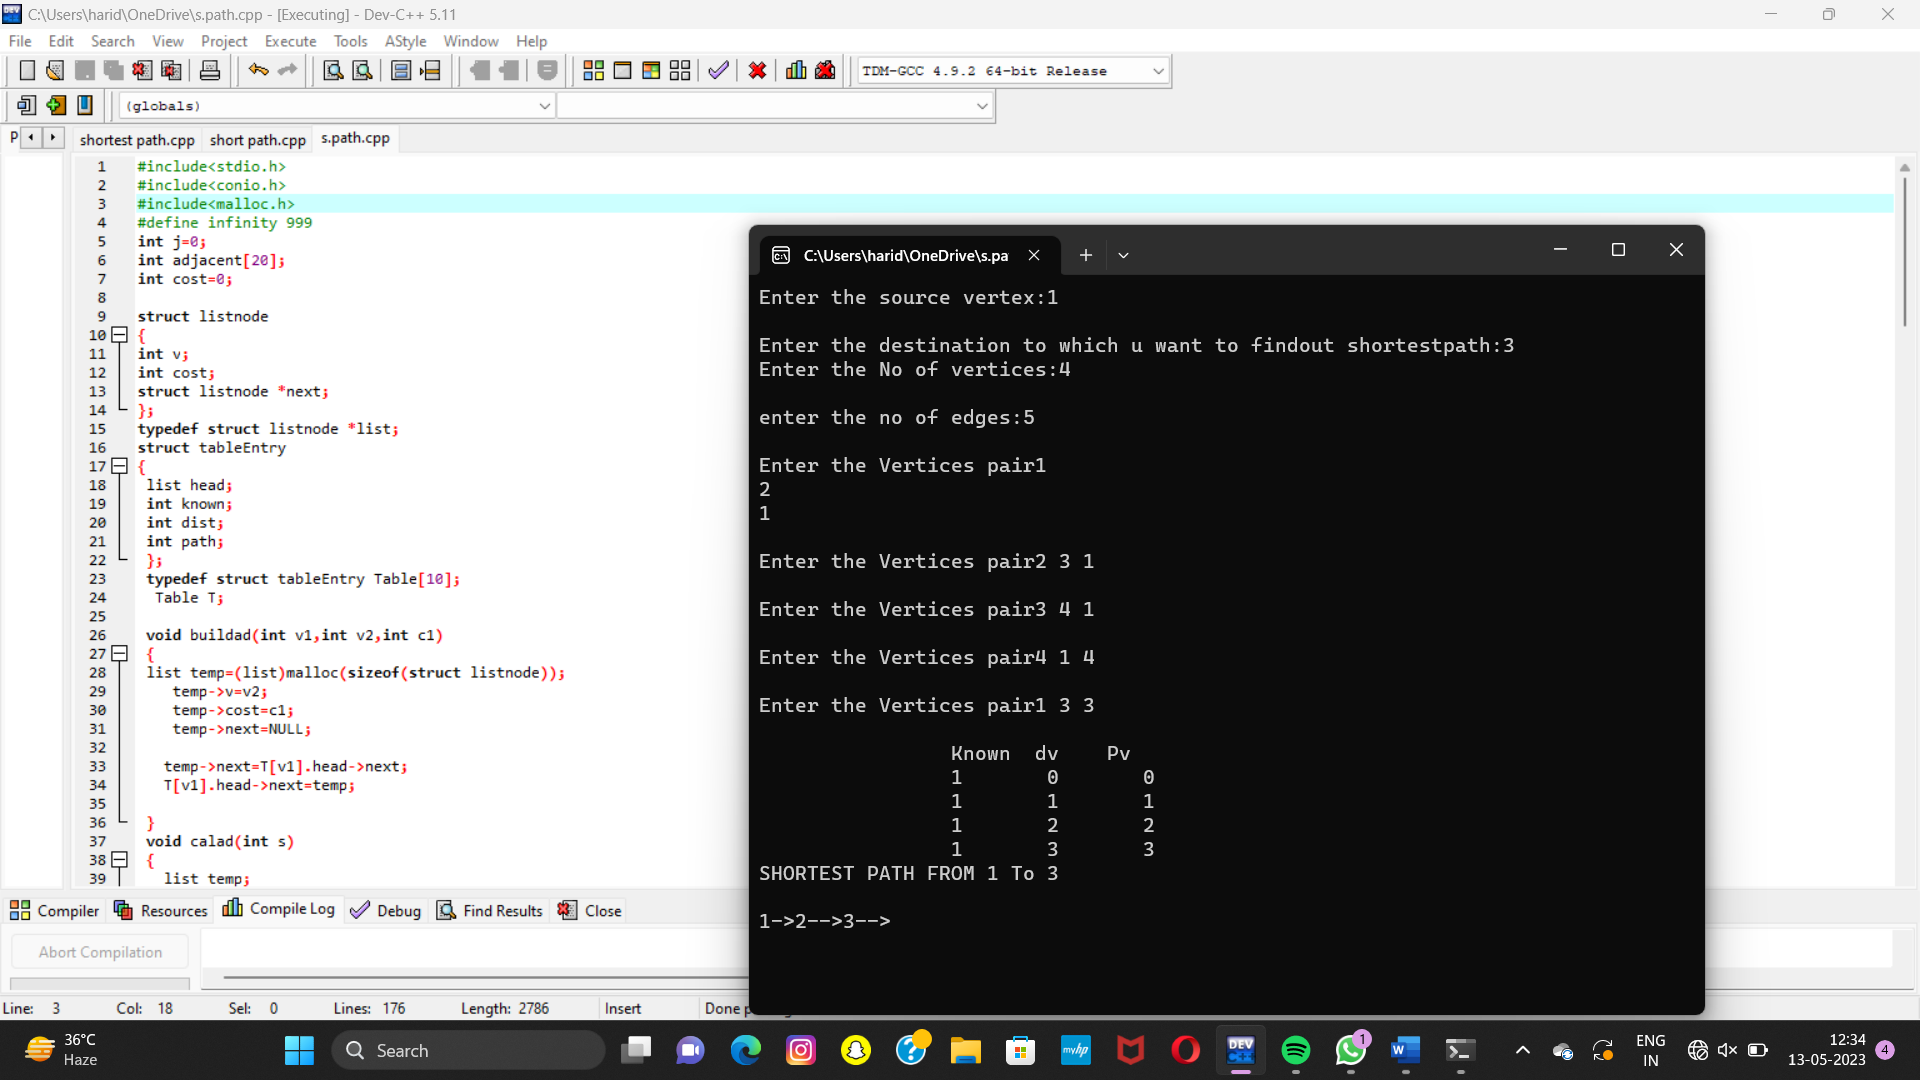 C:\Users\harid\OneDrive\s.path.cpp - [Executing] - Dev-C++ 5.11
File Edit Search View Project Execute Tools AStyle Window Help
TDM-GCC 4.9.2 64-bit Release
(globals)
P shortest path.cpp short path.cpp s.path.cpp
1 #include<stdio.h>
2 #include<conio.h>
3 #include<malloc.h>
4 #define infinity 999
5 int j=0;
6 int adjacent[20];
7 int cost=0;
8
9 struct listnode
10 {
11 int v;
12 int cost;
13 struct listnode *next;
14 };
15 typedef struct listnode *list;
16 struct tableEntry
17 {
18 list head;
19 int known;
20 int dist;
21 int path;
22 };
23 typedef struct tableEntry Table[10];
24 Table T;
25
26 void buildad(int v1,int v2,int c1)
27 {
28 list temp=(list)malloc(sizeof(struct listnode));
29 temp->v=v2;
30 temp->cost=c1;
31 temp->next=NULL;
32
33 temp->next=T[v1].head->next;
34 T[v1].head->next=temp;
35
36 }
37 void calad(int s)
38 {
39 list temp;
C:\Users\harid\OneDrive\s.pa
Enter the source vertex:1
Enter the destination to which u want to findout shortestpath:3
Enter the No of vertices:4
enter the no of edges:5
Enter the Vertices pair1
2
1
Enter the Vertices pair2 3 1
Enter the Vertices pair3 4 1
Enter the Vertices pair4 1 4
Enter the Vertices pair1 3 3
Known dv Pv
1 0 0
1 1 1
1 2 2
1 3 3
SHORTEST PATH FROM 1 To 3
1->2-->3-->
Compiler Resources Compile Log Debug Find Results Close
Abort Compilation
Line: 3 Col: 18 Sel: 0 Lines: 176 Length: 2786 Insert Done
36°C
Haze
Search
myhp
DEV
1
ENG
IN
12:34
13-05-2023
4